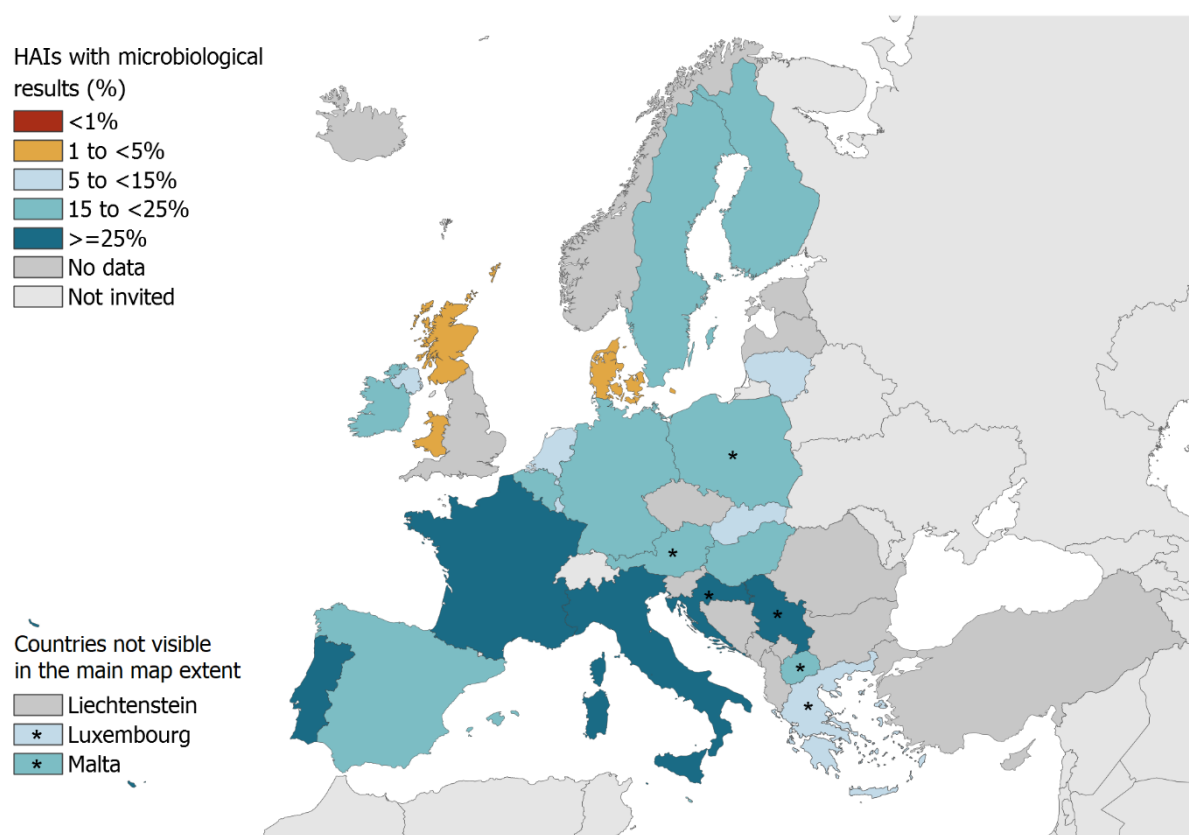 HAIs with microbiological
results (%)
<1%
1 to <5%
5 to <15%
15 to <25%
>=25%
No data
Not invited
*
*
*
*
*
*
Countries not visible
in the main map extent
Liechtenstein
* Luxembourg
* Malta